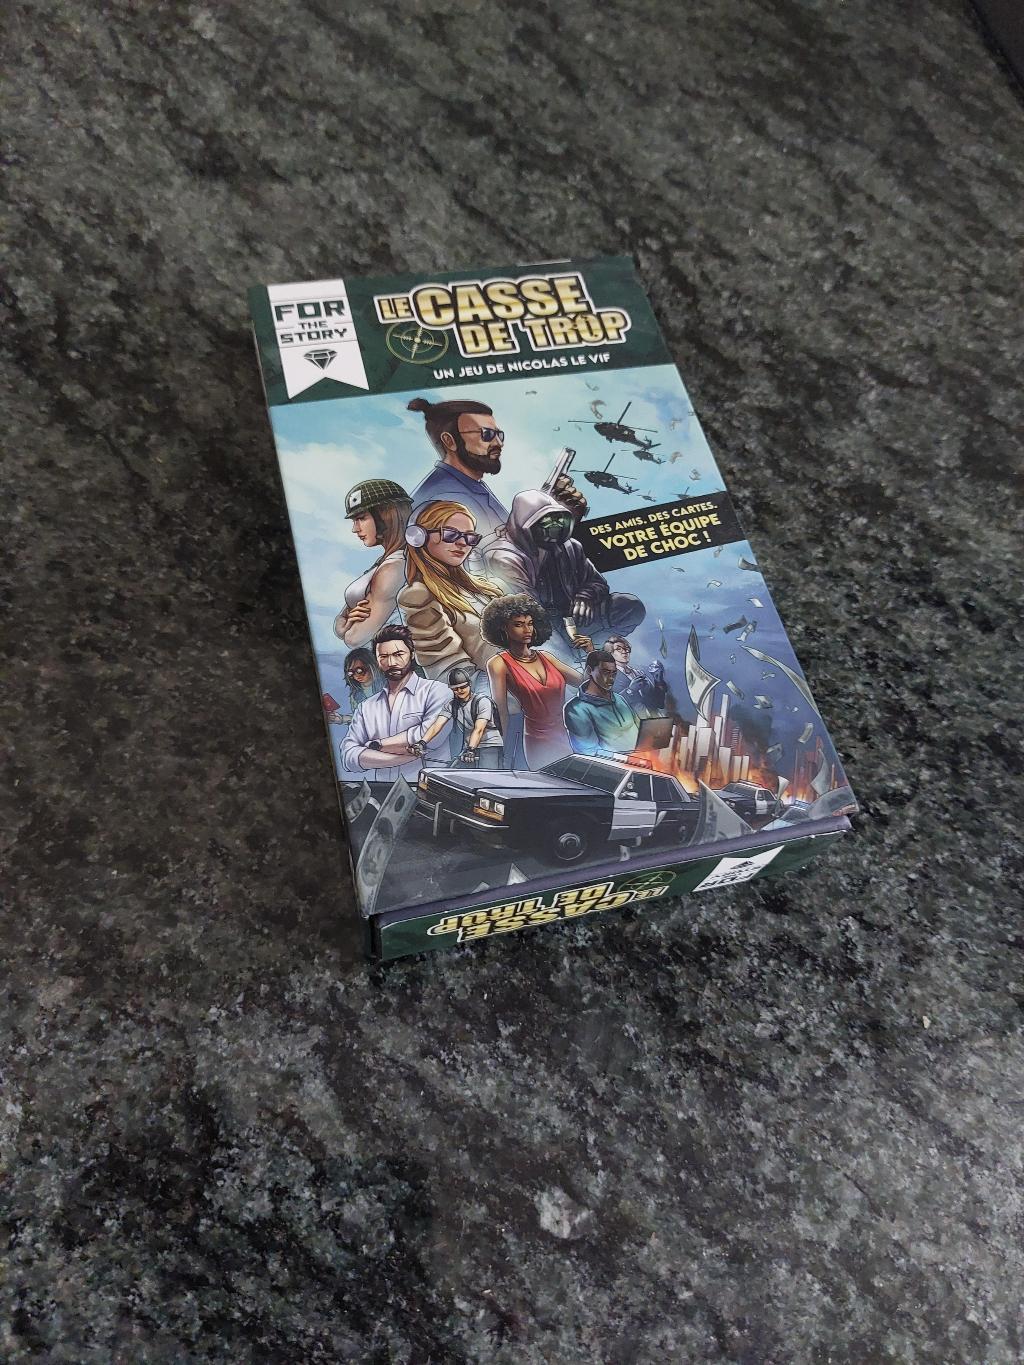 FOR
THE
STORY
LE CASSE
DE TROP
UN JEU DE NICOLAS LE VIF
DES AMIS. DES CARTES.
VOTRE ÉQUIPE
DE CHOC !
LE CASSE
DE TROP
FOR